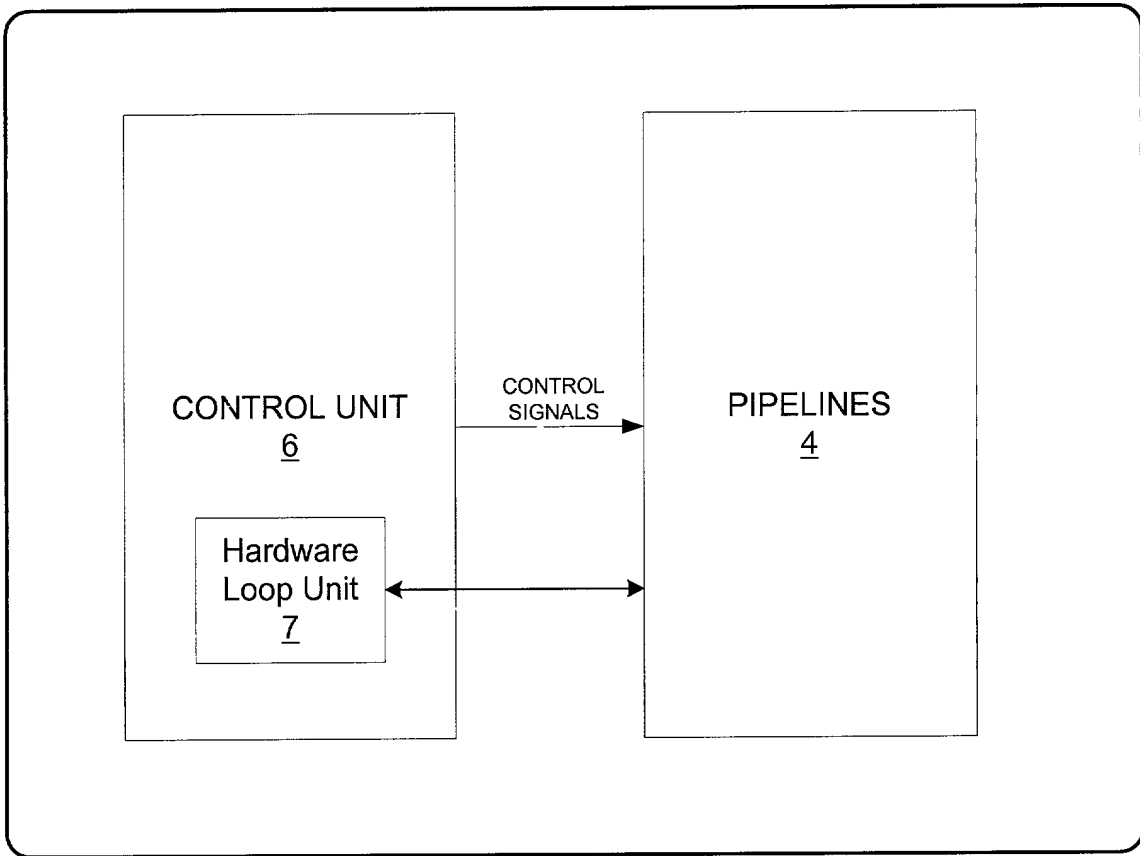 CONTROL UNIT
6
Hardware
Loop Unit
7
CONTROL
SIGNALS
PIPELINES
4